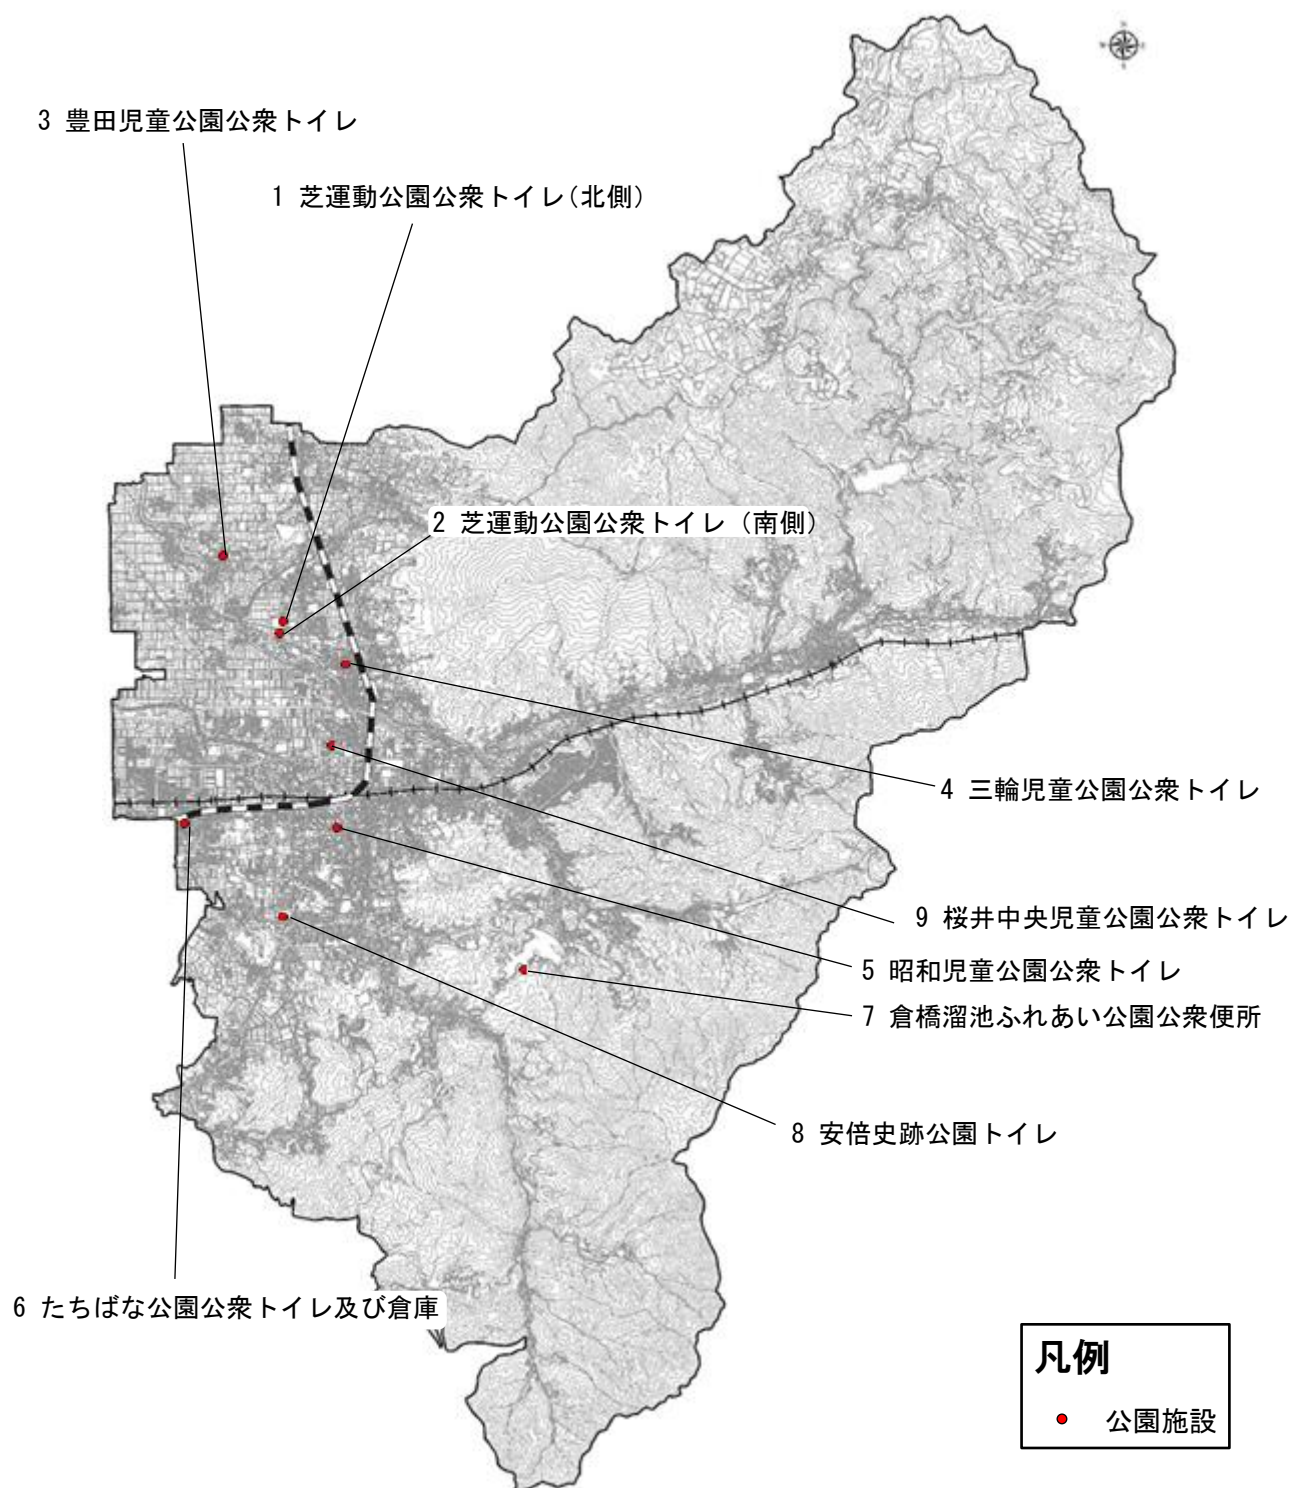 3 豊田児童公園公衆トイレ
1 芝運動公園公衆トイレ(北側)
2 芝運動公園公衆トイレ（南側）
4 三輪児童公園公衆トイレ
9 桜井中央児童公園公衆トイレ
5 昭和児童公園公衆トイレ
7 倉橋溜池ふれあい公園公衆便所
8 安倍史跡公園トイレ
6 たちばな公園公衆トイレ及び倉庫
凡例
公園施設